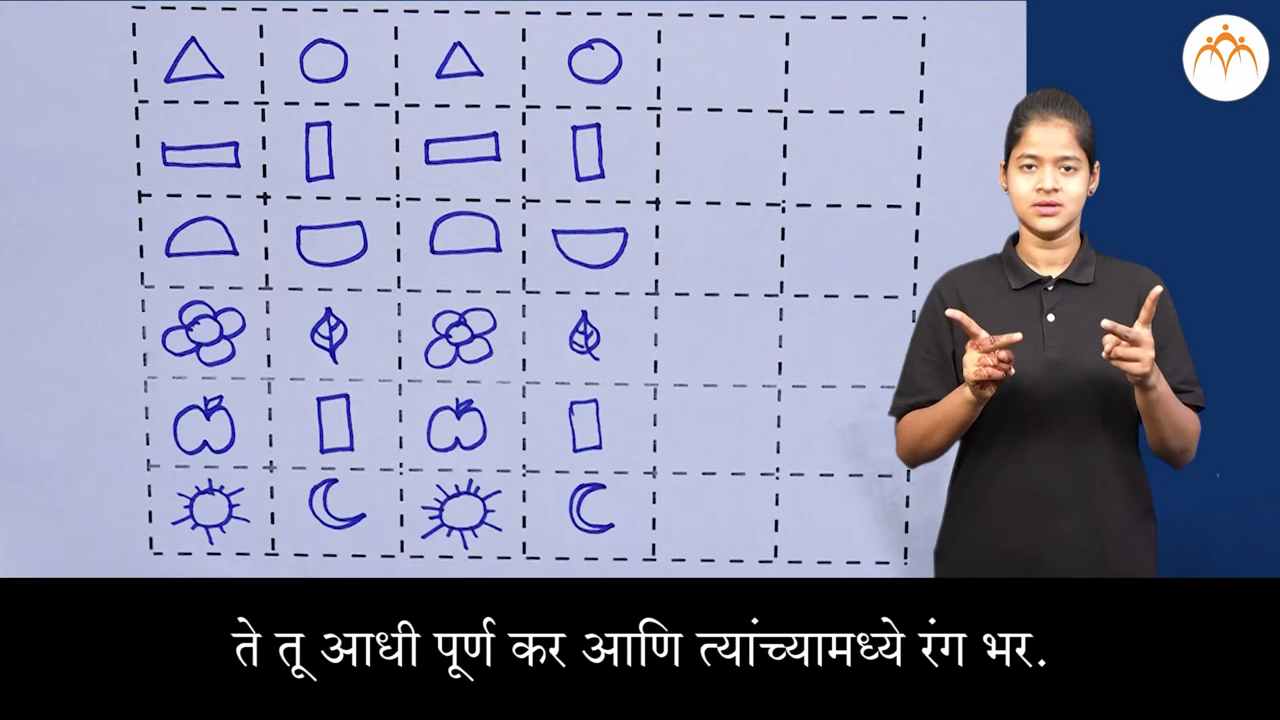 ते तू आधी पूर्ण कर आणि त्यांच्यामध्ये रंग भर.